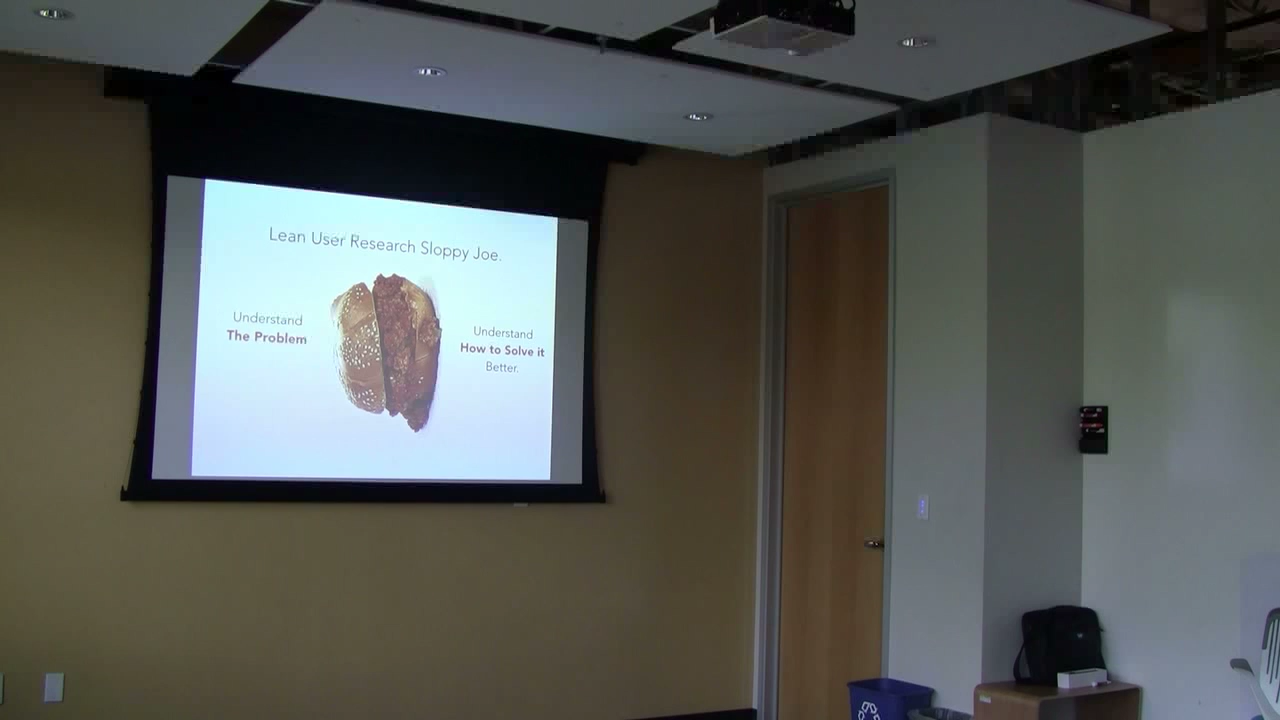 Lean User Research Sloppy Joe.
Understand
The Problem
Understand
How to Solve it
Better.